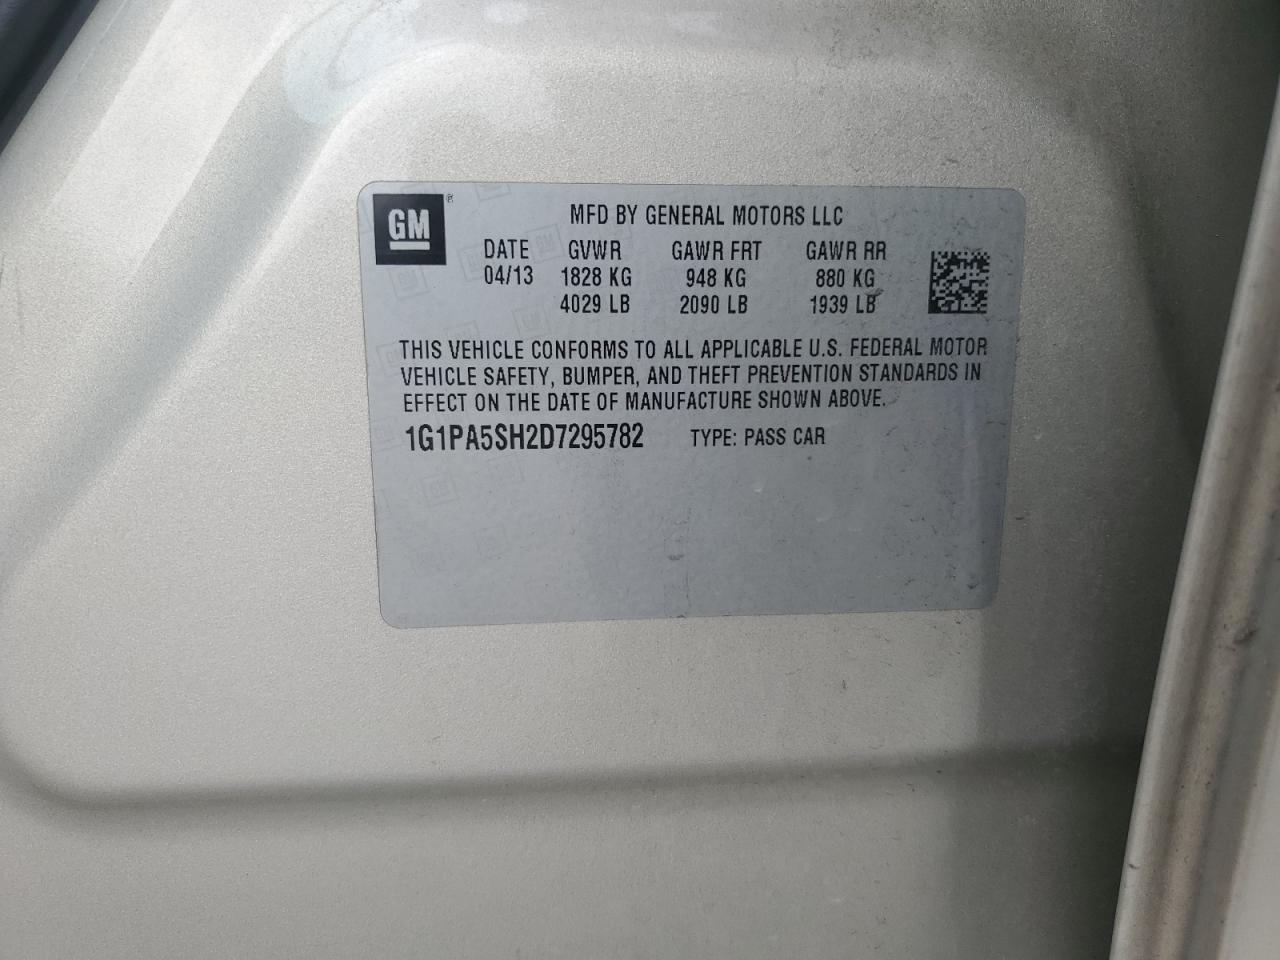 GM ®
MFD BY GENERAL MOTORS LLC
DATE GVWR GAWR FRT GAWR RR
04/13 1828 KG 948 KG 880 KG
4029 LB 2090 LB 1939 LB
THIS VEHICLE CONFORMS TO ALL APPLICABLE U.S. FEDERAL MOTOR
VEHICLE SAFETY, BUMPER, AND THEFT PREVENTION STANDARDS IN
EFFECT ON THE DATE OF MANUFACTURE SHOWN ABOVE.
1G1PA5SH2D7295782 TYPE: PASS CAR